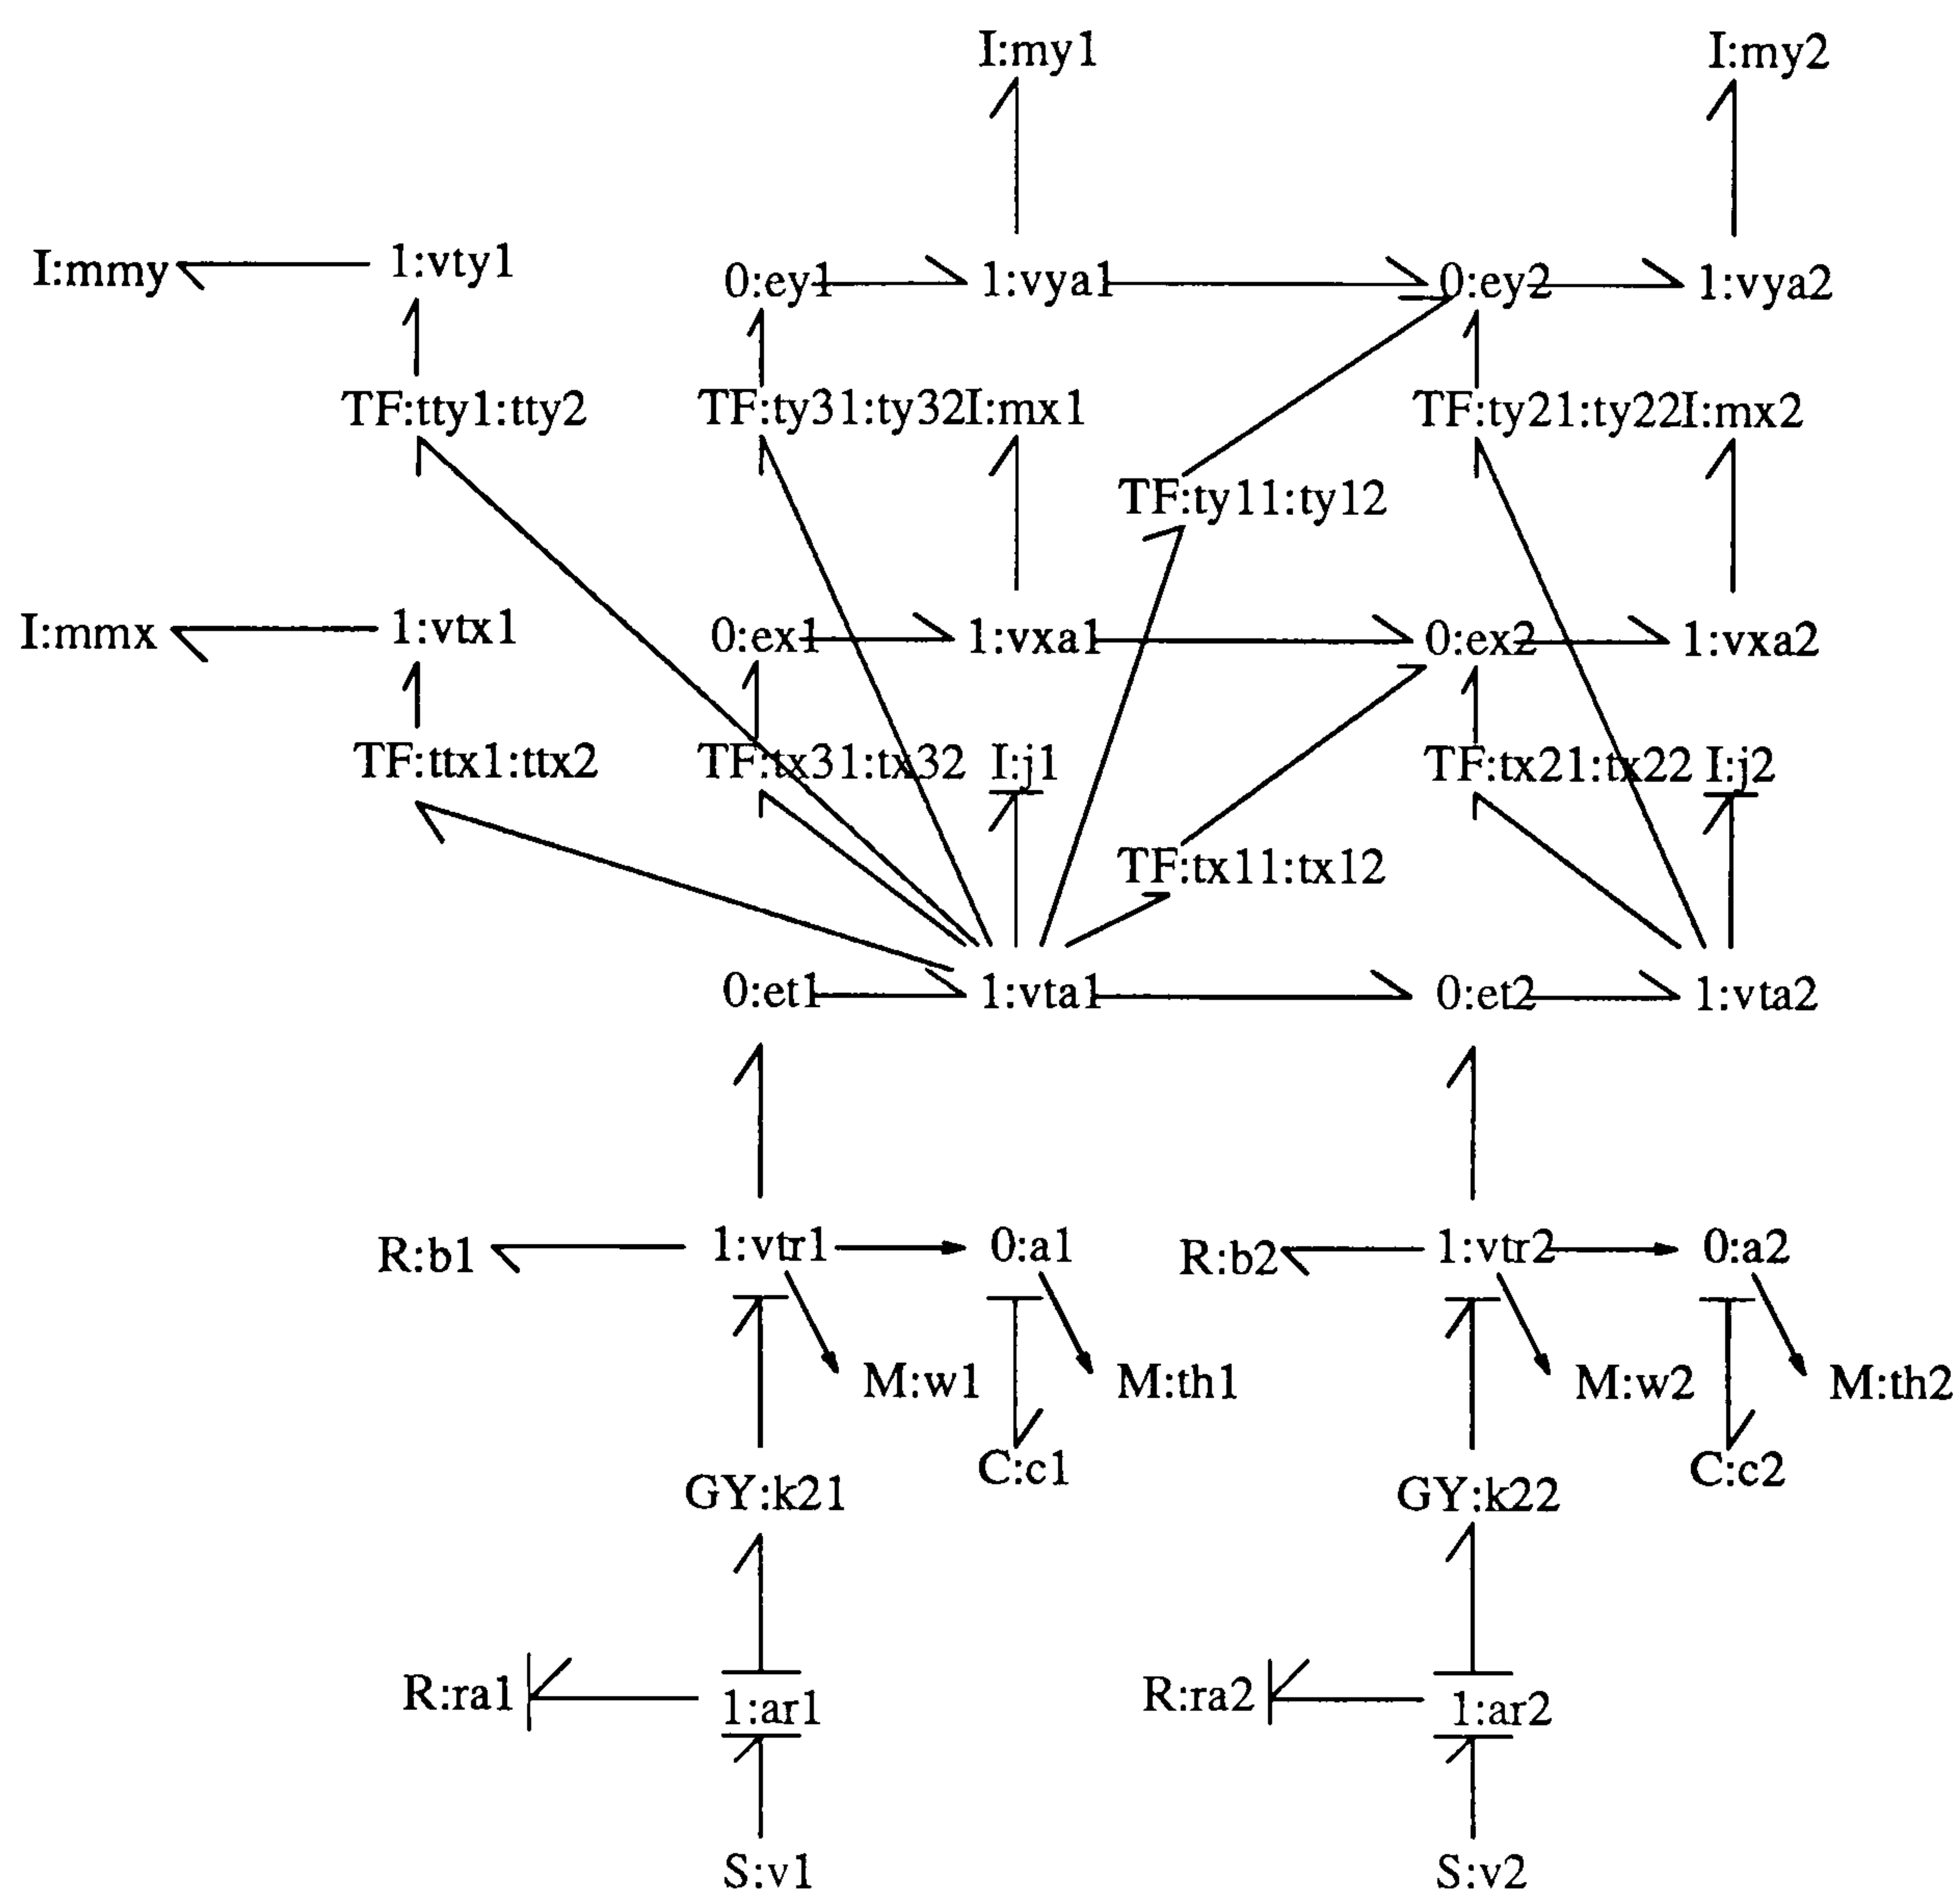 I:my1 I:my2
I:mmy 1:vty1 0:ey1 1:vya1 0:ey2 1:vya2
TF:tty1:tty2 TF:ty31:ty32 I:mx1 TF:ty21:ty22 I:mx2
TF:ty11:ty12
I:mmx 1:vtx1 0:ex1 1:vxa1 0:ex2 1:vxa2
TF:ttx1:ttx2 TF:tx31:tx32 I:j1 TF:tx21:tx22 I:j2
TF:tx11:tx12
0:et1 1:vta1 0:et2 1:vta2
R:b1 1:vtr1 0:a1 R:b2 1:vtr2 0:a2
M:w1 M:th1 M:w2 M:th2
C:c1 C:c2
GY:k21 GY:k22
R:ra1 1:ar1 R:ra2 1:ar2
S:v1 S:v2